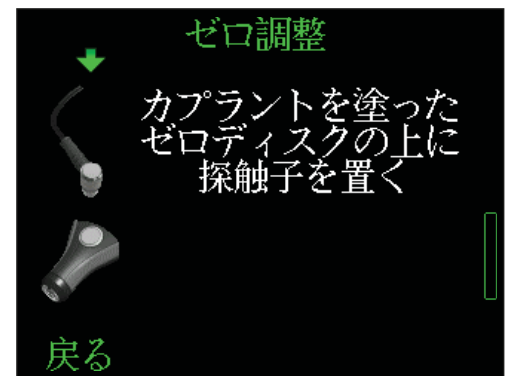 ゼロ調整
カプラントを塗った
ゼロディスクの上に
探触子を置く
戻る